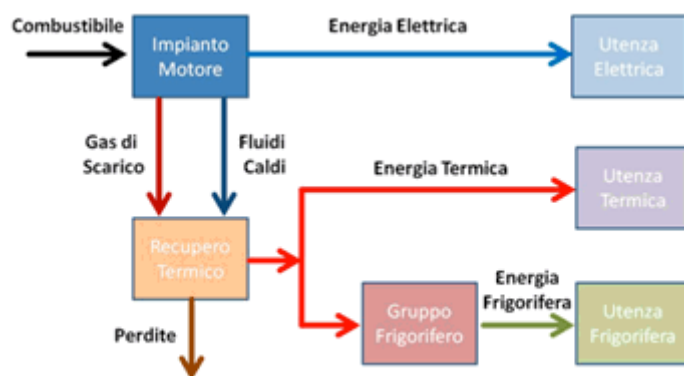 Combustibile
Impianto
Motore
Energia Elettrica
Utenza
Elettrica
Gas di
Scarico
Fluidi
Caldi
Energia Termica
Utenza
Termica
Recupero
Termico
Perdite
Gruppo
Frigorifero
Energia
Frigorifera
Utenza
Frigorifera